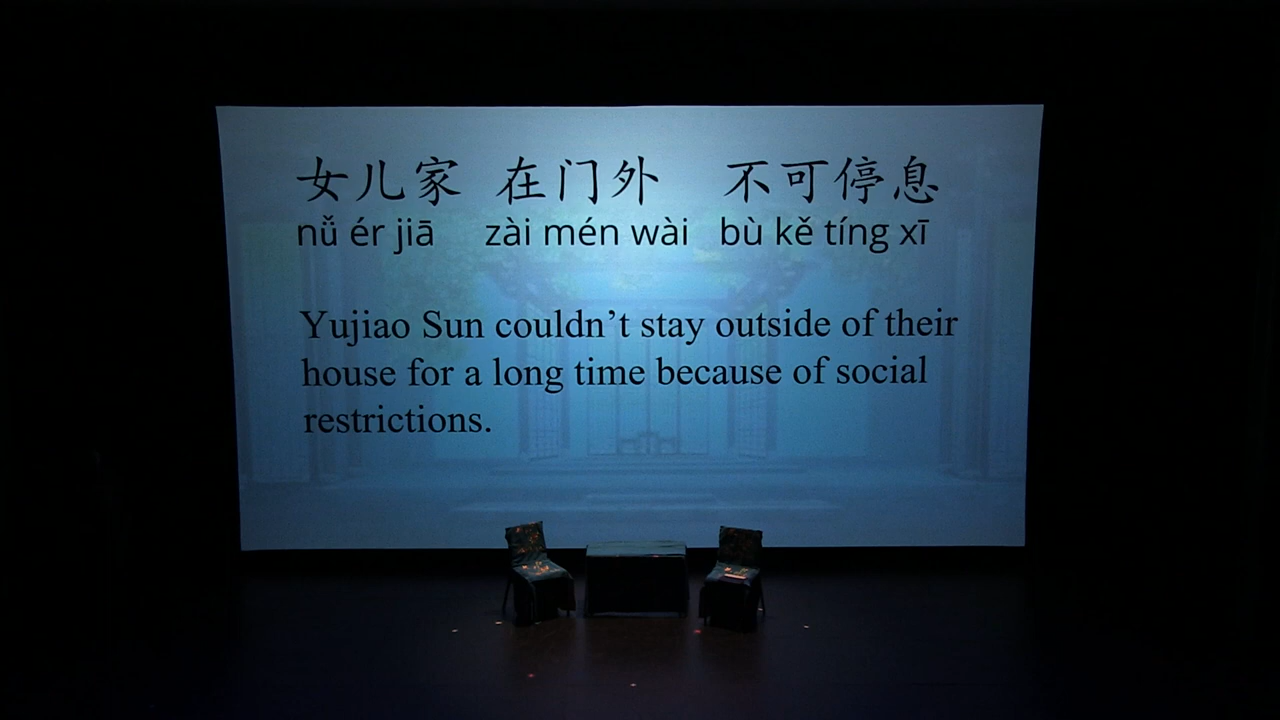 女儿家 在门外 不可停息
nǚ ér jiā zài mén wài bù kě tíng xī
Yujiao Sun couldn’t stay outside of their
house for a long time because of social
restrictions.